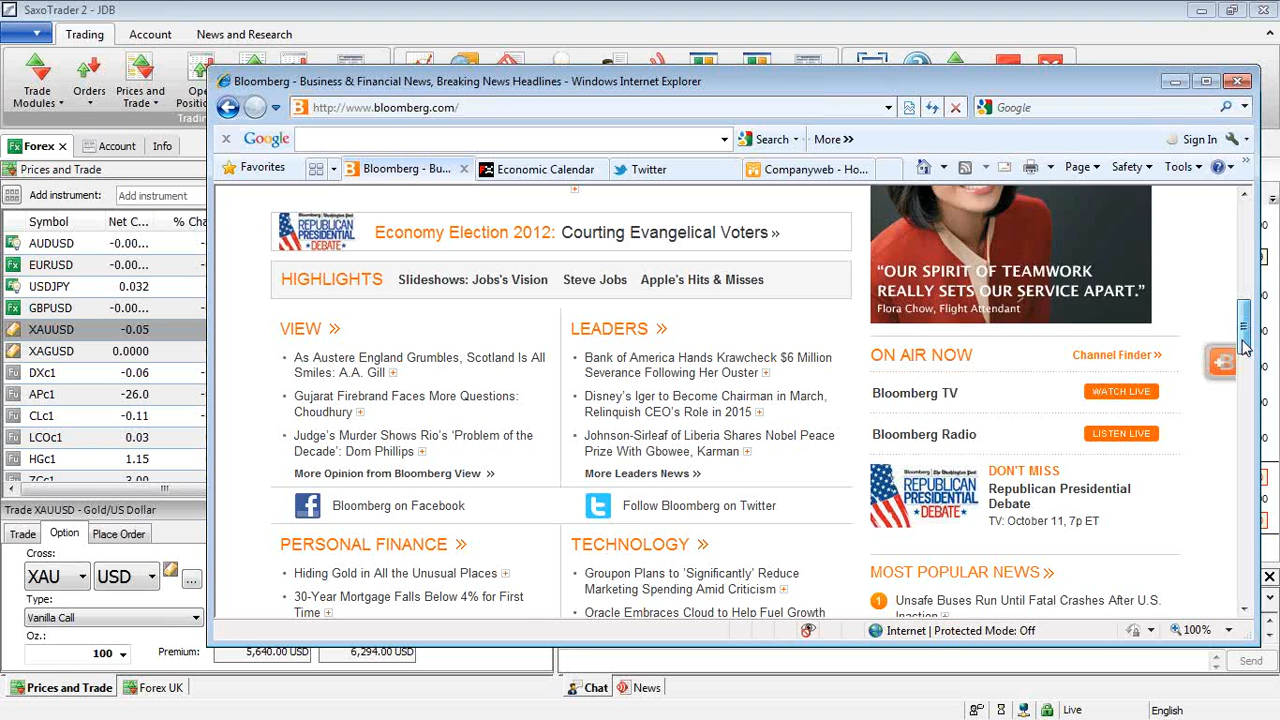 SaxoTrader 2 - JDB
Trading
Account
News and Research
Trade
Modules
Orders
Prices and
Trade
Bloomberg - Business & Financial News, Breaking News Headlines - Windows Internet Explorer
http://www.bloomberg.com/
Google
Google
Search
More »
Sign In
Favorites
Bloomberg - Bu...
Economic Calendar
Twitter
Companyweb - Ho...
Page
Safety
Tools
Forex
Account
Info
Prices and Trade
Add instrument:
Add instrument
Symbol
Net C...
% Cha
AUDUSD
-0.00...
EURUSD
-0.00...
USDJPY
0.032
GBPUSD
-0.00...
XAUUSD
-0.05
XAGUSD
0.0000
DXc1
-0.06
APc1
-26.0
CLc1
-0.11
LCOc1
0.03
HGc1
1.15
Trade XAUUSD - Gold/US Dollar
Trade
Option
Place Order
Cross:
XAU
USD
...
Type:
Vanilla Call
Oz.:
100
Premium:
5,640.00 USD
6,294.00 USD
Prices and Trade
Forex UK
REPUBLICAN
PRESIDENTIAL
DEBATE
Economy Election 2012: Courting Evangelical Voters »
HIGHLIGHTS
Slideshows: Jobs's Vision
Steve Jobs
Apple's Hits & Misses
VIEW »
As Austere England Grumbles, Scotland Is All
Smiles: A.A. Gill
Gujarat Firebrand Faces More Questions:
Choudhury
Judge's Murder Shows Rio's ‘Problem of the
Decade’: Dom Phillips
More Opinion from Bloomberg View »
Bloomberg on Facebook
PERSONAL FINANCE »
Hiding Gold in All the Unusual Places
30-Year Mortgage Falls Below 4% for First
Time
LEADERS »
Bank of America Hands Krawcheck $6 Million
Severance Following Her Ouster
Disney's Iger to Become Chairman in March,
Relinquish CEO's Role in 2015
Johnson-Sirleaf of Liberia Shares Nobel Peace
Prize With Gbowee, Karman
More Leaders News »
Follow Bloomberg on Twitter
TECHNOLOGY »
Groupon Plans to ‘Significantly’ Reduce
Marketing Spending Amid Criticism
Oracle Embraces Cloud to Help Fuel Growth
“OUR SPIRIT OF TEAMWORK
REALLY SETS OUR SERVICE APART.”
Flora Chow, Flight Attendant
ON AIR NOW
Channel Finder »
Bloomberg TV
WATCH LIVE
Bloomberg Radio
LISTEN LIVE
REPUBLICAN
PRESIDENTIAL
DEBATE
DON'T MISS
Republican Presidential
Debate
TV: October 11, 7p ET
MOST POPULAR NEWS »
1
Unsafe Buses Run Until Fatal Crashes After U.S.
Internet | Protected Mode: Off
100%
Send
Chat
News
Live
English